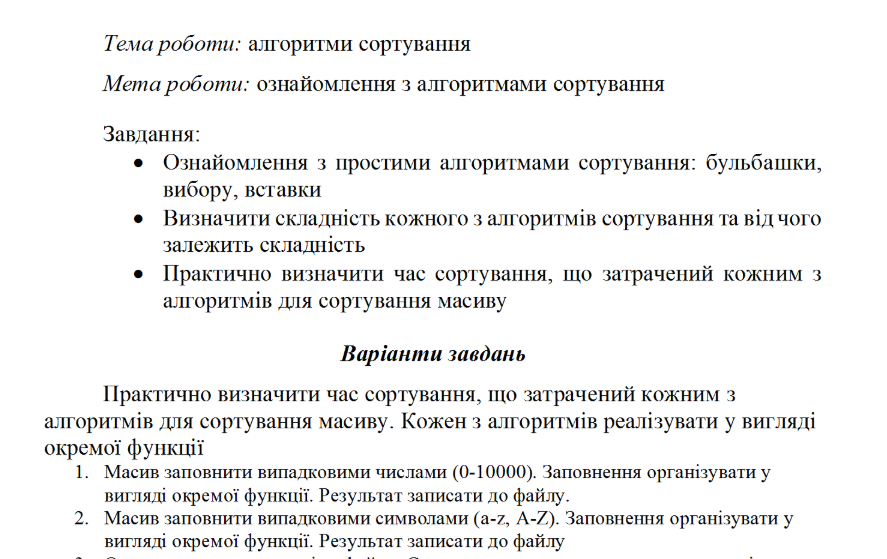 Тема роботи: алгоритми сортування
Мета роботи: ознайомлення з алгоритмами сортування
Завдання:
• Ознайомлення з простими алгоритмами сортування: бульбашки,
вибору, вставки
• Визначити складність кожного з алгоритмів сортування та від чого
залежить складність
• Практично визначити час сортування, що затрачений кожним з
алгоритмів для сортування масиву
Варіанти завдань
Практично визначити час сортування, що затрачений кожним з
алгоритмів для сортування масиву. Кожен з алгоритмів реалізувати у вигляді
окремої функції
1. Масив заповнити випадковими числами (0-10000). Заповнення організувати у
вигляді окремої функції. Результат записати до файлу.
2. Масив заповнити випадковими символами (a-z, A-Z). Заповнення організувати у
вигляді окремої функції. Результат записати до файлу